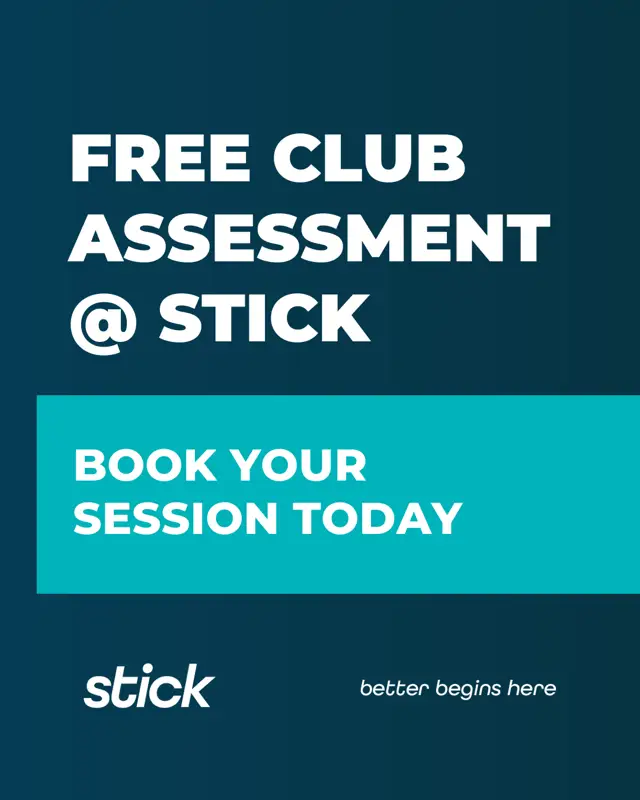 FREE CLUB
ASSESSMENT
@ STICK
BOOK YOUR
SESSION TODAY
stick
better begins here